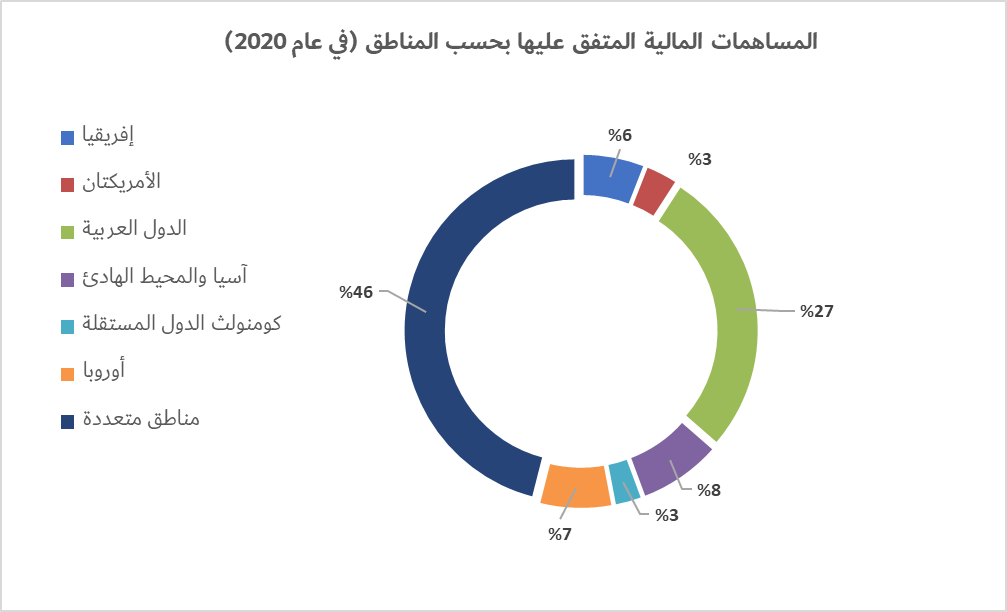 المساهمات المالية المتفق عليها بحسب المناطق (في عام 2020)
إفريقيا
الأمريكتان
الدول العربية
آسيا والمحيط الهادئ
كومنولث الدول المستقلة
أوروبا
مناطق متعددة
%6
%3
%27
%8
%3
%7
%46